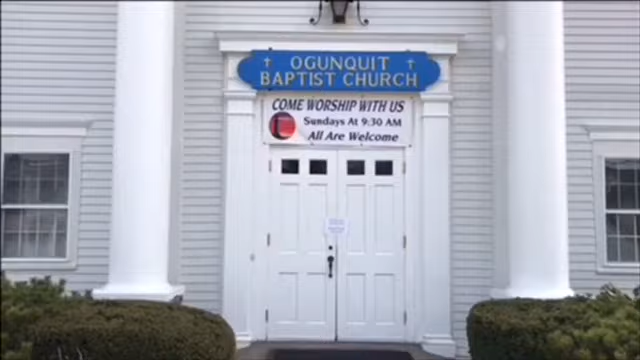 OGUNQUIT
BAPTIST CHURCH
COME WORSHIP WITH US
Sundays At 9:30 AM
All Are Welcome